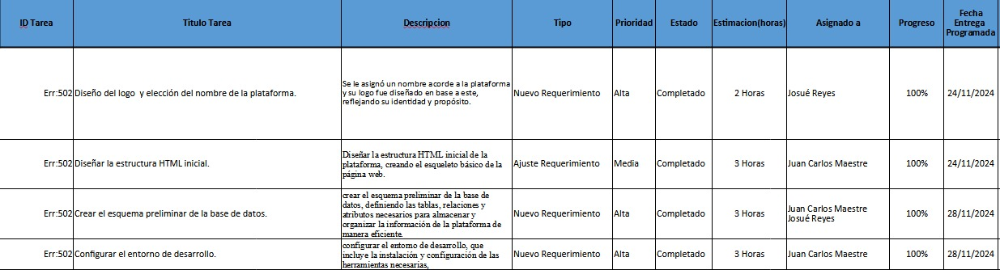 ID Tarea Titulo Tarea Descripcion Tipo Prioridad Estado Estimacion(horas) Asignado a Progreso Fecha Entrega Programada
Err:502 Diseño del logo y elección del nombre de la plataforma. Se le asignó un nombre acorde a la plataforma
y su logo fue diseñado en base a este,
reflejando su identidad y propósito. Nuevo Requerimiento Alta Completado 2 Horas Josué Reyes 100% 24/11/2024
Err:502 Diseñar la estructura HTML inicial. Diseñar la estructura HTML inicial de la
plataforma, creando el esqueleto básico de la
página web. Ajuste Requerimiento Media Completado 3 Horas Juan Carlos Maestre 100% 24/11/2024
Err:502 Crear el esquema preliminar de la base de datos. crear el esquema preliminar de la base de
datos, definiendo las tablas, relaciones y
atributos necesarios para almacenar y
organizar la información de la plataforma de
manera eficiente. Nuevo Requerimiento Alta Completado 3 Horas Juan Carlos Maestre
Josué Reyes 100% 28/11/2024
Err:502 Configurar el entorno de desarrollo. configurar el entorno de desarrollo, que
incluye la instalación y configuración de las
herramientas necesarias, Nuevo Requerimiento Alta Completado 3 Horas Juan Carlos Maestre 100% 28/11/2024